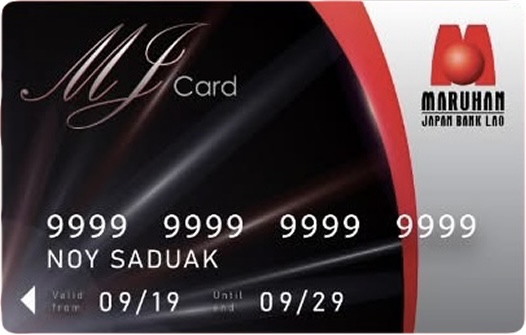 MJ Card
MARUHAN
JAPAN BANK LAO
9999 9999 9999 9999
NOY SADUAK
Valid from 09/19 Until end 09/29